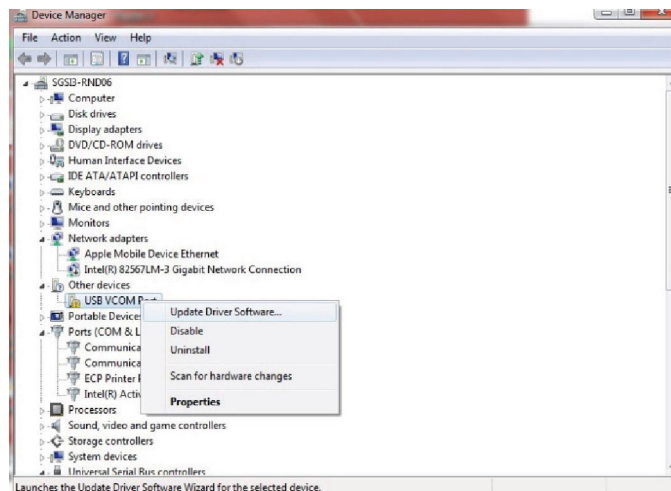 Device Manager
File Action View Help
SGSI3-RND06
Computer
Disk drives
Display adapters
DVD/CD-ROM drives
Human Interface Devices
IDE ATA/ATAPI controllers
Keyboards
Mice and other pointing devices
Monitors
Network adapters
Apple Mobile Device Ethernet
Intel(R) 82567LM-3 Gigabit Network Connection
Other devices
USB VCOM Port
Update Driver Software...
Portable Devices
Disable
Ports (COM & L
Uninstall
Communica
Communica
Scan for hardware changes
ECP Printer
Intel(R) Activ
Properties
Processors
Sound, video and game controllers
Storage controllers
System devices
Universal Serial Bus controllers
Launches the Update Driver Software Wizard for the selected device.